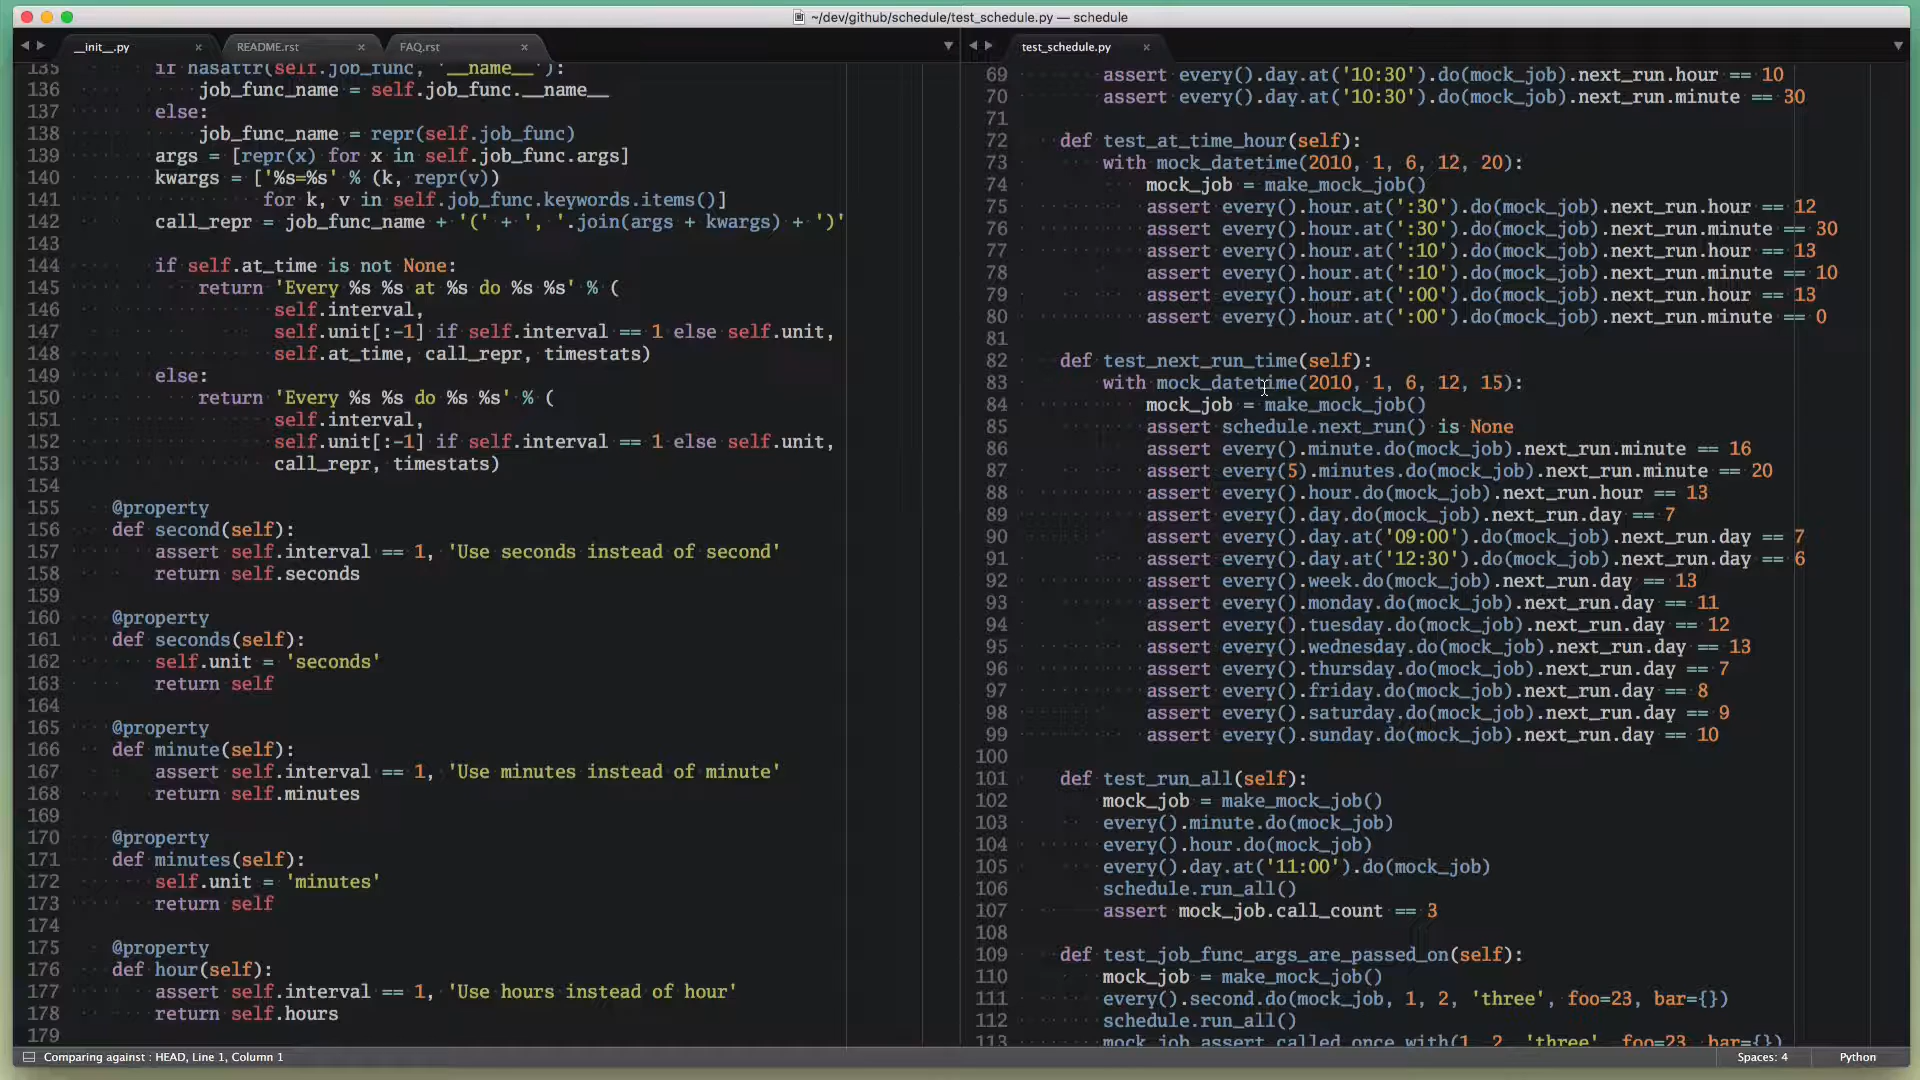 ~/dev/github/schedule/test_schedule.py — schedule
__init__.py
README.rst
FAQ.rst
135 if hasattr(self.job_func, '__name__'):
136 job_func_name = self.job_func.__name__
137 else:
138 job_func_name = repr(self.job_func)
139 args = [repr(x) for x in self.job_func.args]
140 kwargs = ['%s=%s' % (k, repr(v))
141 for k, v in self.job_func.keywords.items()]
142 call_repr = job_func_name + '(' + ', '.join(args + kwargs) + ')'
143
144 if self.at_time is not None:
145 return 'Every %s %s at %s do %s %s' % (
146 self.interval,
147 self.unit[:-1] if self.interval == 1 else self.unit,
148 self.at_time, call_repr, timestats)
149 else:
150 return 'Every %s %s do %s %s' % (
151 self.interval,
152 self.unit[:-1] if self.interval == 1 else self.unit,
153 call_repr, timestats)
154
155 @property
156 def second(self):
157 assert self.interval == 1, 'Use seconds instead of second'
158 return self.seconds
159
160 @property
161 def seconds(self):
162 self.unit = 'seconds'
163 return self
164
165 @property
166 def minute(self):
167 assert self.interval == 1, 'Use minutes instead of minute'
168 return self.minutes
169
170 @property
171 def minutes(self):
172 self.unit = 'minutes'
173 return self
174
175 @property
176 def hour(self):
177 assert self.interval == 1, 'Use hours instead of hour'
178 return self.hours
179
test_schedule.py
69 assert every().day.at('10:30').do(mock_job).next_run.hour == 10
70 assert every().day.at('10:30').do(mock_job).next_run.minute == 30
71
72 def test_at_time_hour(self):
73 with mock_datetime(2010, 1, 6, 12, 20):
74 mock_job = make_mock_job()
75 assert every().hour.at(':30').do(mock_job).next_run.hour == 12
76 assert every().hour.at(':30').do(mock_job).next_run.minute == 30
77 assert every().hour.at(':10').do(mock_job).next_run.hour == 13
78 assert every().hour.at(':10').do(mock_job).next_run.minute == 10
79 assert every().hour.at(':00').do(mock_job).next_run.hour == 13
80 assert every().hour.at(':00').do(mock_job).next_run.minute == 0
81
82 def test_next_run_time(self):
83 with mock_datetime(2010, 1, 6, 12, 15):
84 mock_job = make_mock_job()
85 assert schedule.next_run() is None
86 assert every().minute.do(mock_job).next_run.minute == 16
87 assert every(5).minutes.do(mock_job).next_run.minute == 20
88 assert every().hour.do(mock_job).next_run.hour == 13
89 assert every().day.do(mock_job).next_run.day == 7
90 assert every().day.at('09:00').do(mock_job).next_run.day == 7
91 assert every().day.at('12:30').do(mock_job).next_run.day == 6
92 assert every().week.do(mock_job).next_run.day == 13
93 assert every().monday.do(mock_job).next_run.day == 11
94 assert every().tuesday.do(mock_job).next_run.day == 12
95 assert every().wednesday.do(mock_job).next_run.day == 13
96 assert every().thursday.do(mock_job).next_run.day == 7
97 assert every().friday.do(mock_job).next_run.day == 8
98 assert every().saturday.do(mock_job).next_run.day == 9
99 assert every().sunday.do(mock_job).next_run.day == 10
100
101 def test_run_all(self):
102 mock_job = make_mock_job()
103 every().minute.do(mock_job)
104 every().hour.do(mock_job)
105 every().day.at('11:00').do(mock_job)
106 schedule.run_all()
107 assert mock_job.call_count == 3
108
109 def test_job_func_args_are_passed_on(self):
110 mock_job = make_mock_job()
111 every().second.do(mock_job, 1, 2, 'three', foo=23, bar={})
112 schedule.run_all()
113 mock_job.assert_called_once_with(1, 2, 'three', foo=23, bar={})
Comparing against : HEAD, Line 1, Column 1
Spaces: 4
Python